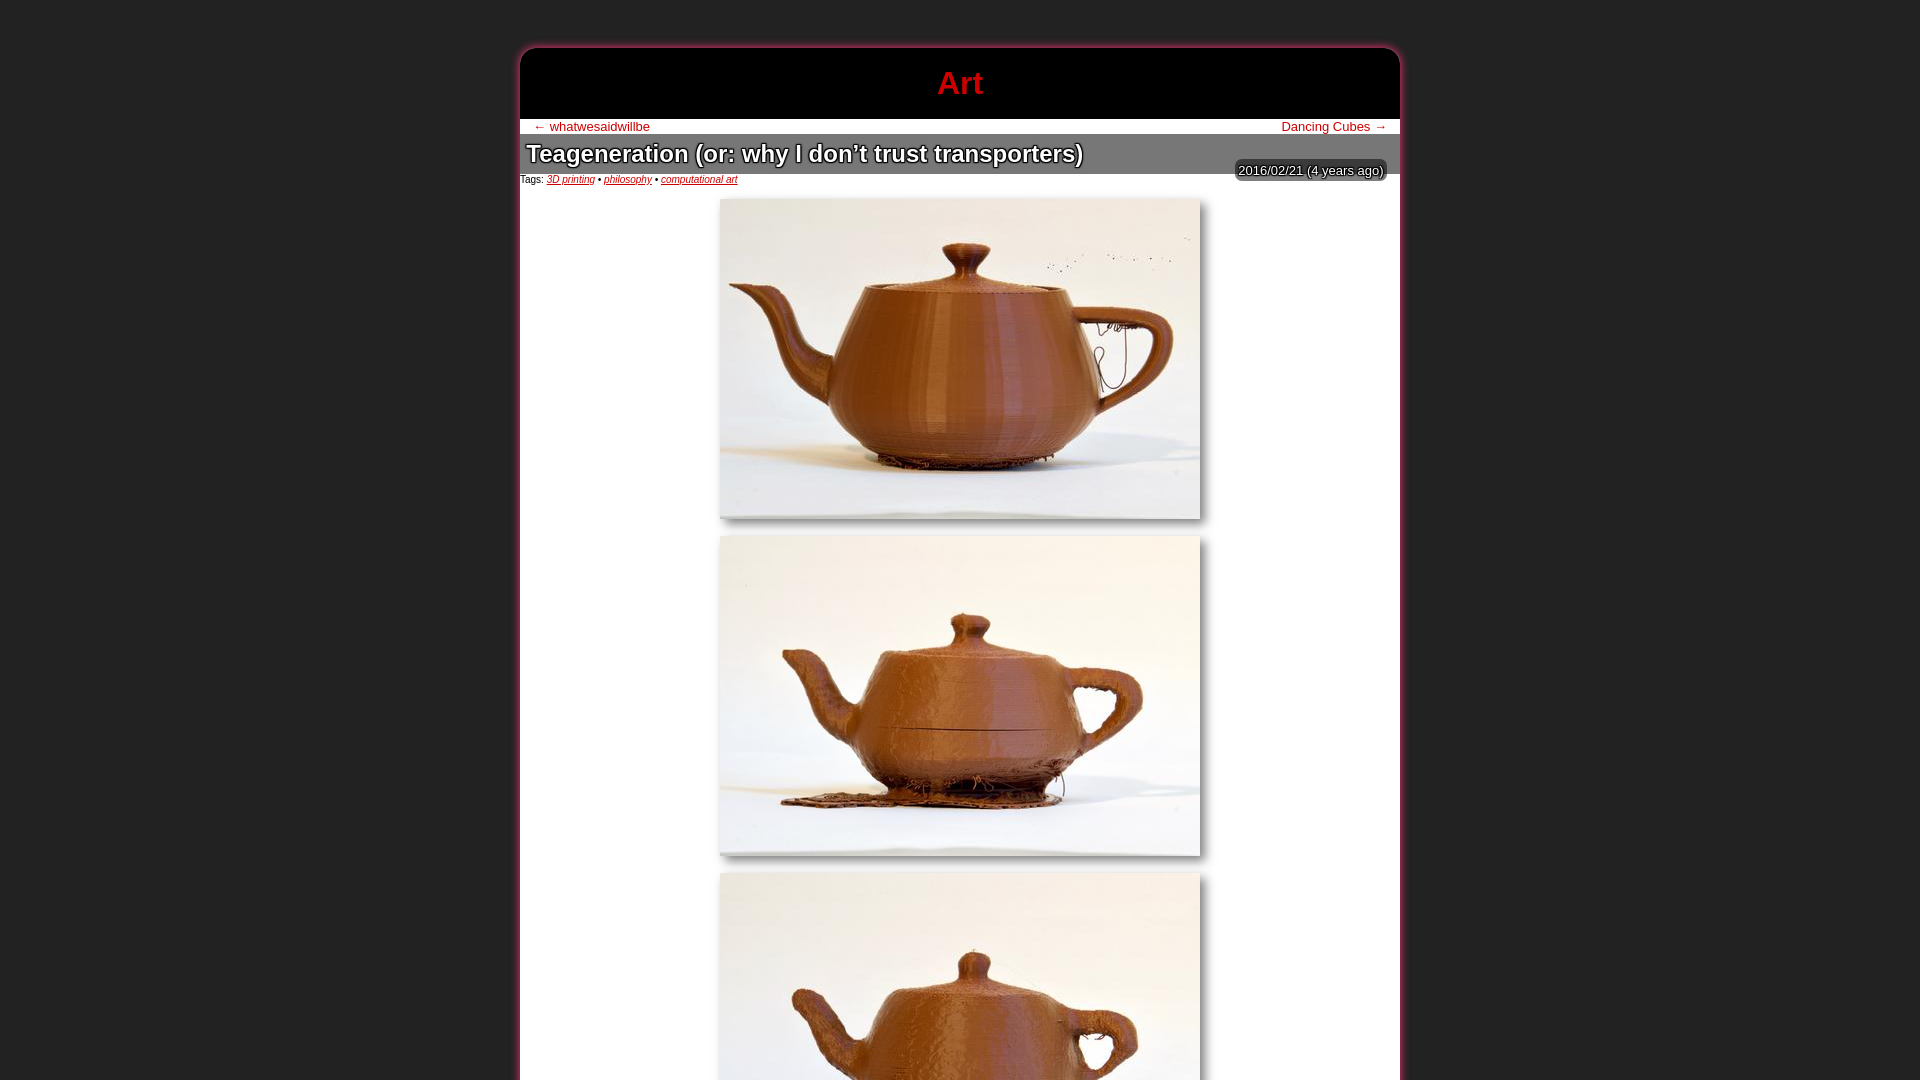 Art
← whatwesaidwillbe
Dancing Cubes →
Teageneration (or: why I don’t trust transporters)
2016/02/21 (4 years ago)
Tags: 3D printing • philosophy • computational art